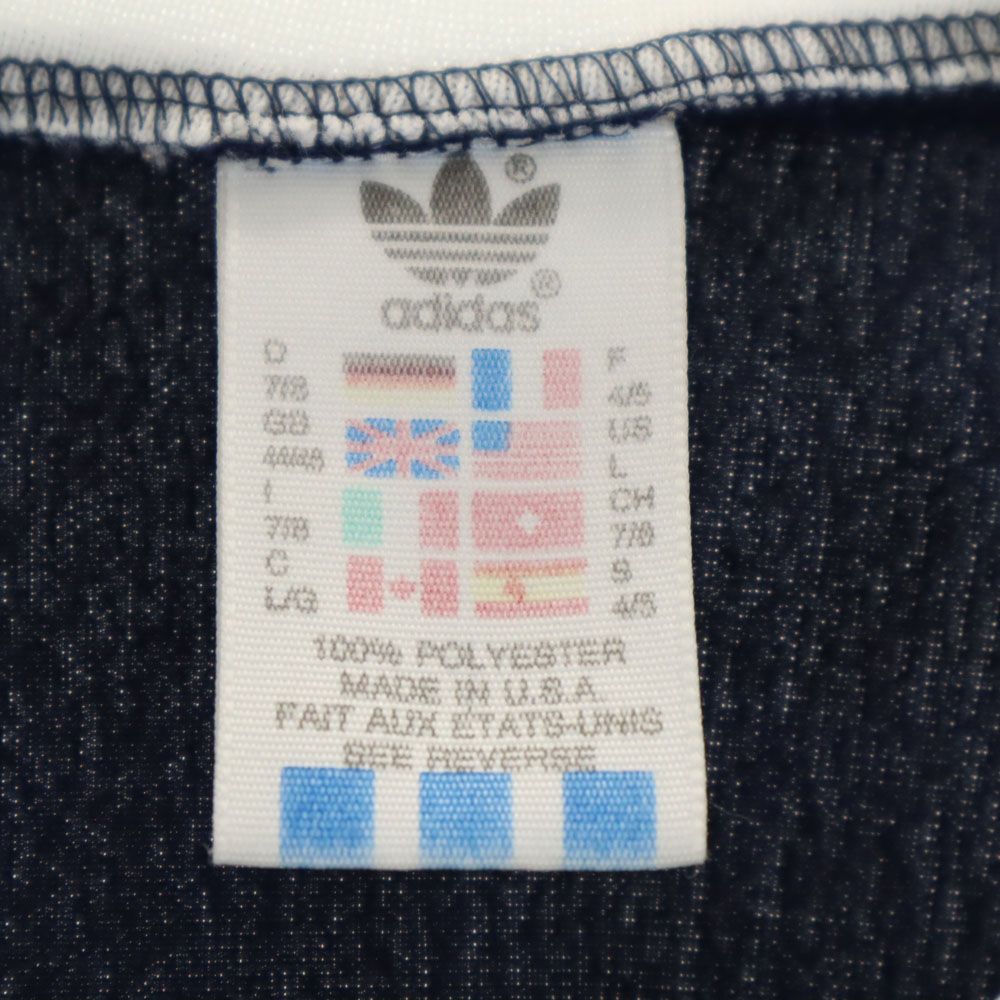 ®
adidas®
D
7/8
GB
44/46
I
7/8
C
L/G
F
4/5
US
L
CH
7/8
S
4/5
100% POLYESTER
MADE IN U.S.A
FAIT AUX ETATS-UNIS
SEE REVERSE